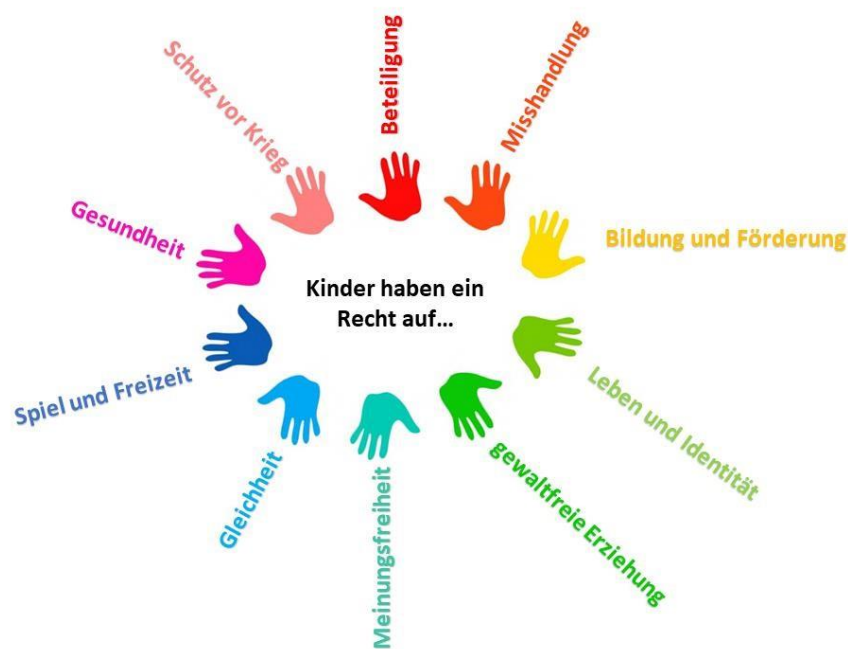 Kinder haben ein
Recht auf...
Beteiligung
Misshandlung
Bildung und Förderung
Leben und Identität
gewaltfreie Erziehung
Meinungsfreiheit
Gleichheit
Spiel und Freizeit
Gesundheit
Schutz vor Krieg